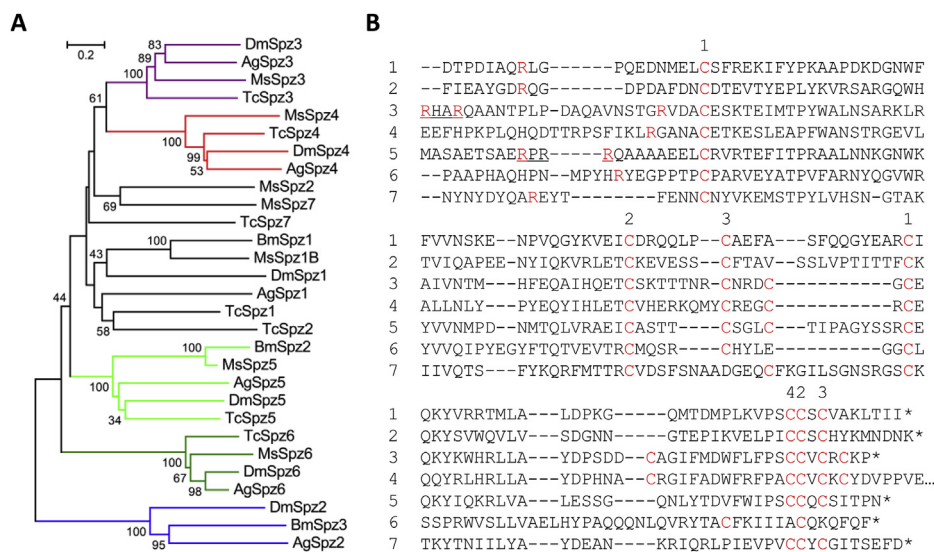 A
0.2
83
DmSpz3
89
AgSpz3
100
MsSpz3
TcSpz3
61
MsSpz4
100
TcSpz4
99
DmSpz4
53
AgSpz4
MsSpz2
69
MsSpz7
TcSpz7
100
BmSpz1
43
MsSpz1B
DmSpz1
AgSpz1
TcSpz1
58
TcSpz2
44
100
BmSpz2
MsSpz5
100
AgSpz5
DmSpz5
34
TcSpz5
TcSpz6
100
MsSpz6
67
DmSpz6
98
AgSpz6
DmSpz2
100
BmSpz3
95
AgSpz2
B
1
1 --DTPDIAQRLG------PQEDNMELCSFREKIFYPKAAPDKDGNWF
2 ---FIEAYGDRQG------DPDAFDNCDTEVTYEPLYKVSARGQWH
3 RHARQAANTPLP-DAQAVNSTGRVDACESKTEIMTPYWALNSARKLR
4 EEFHPKPLQHQDTTRPSFIKLRGANACETKESLEAPFWANSTRGEVL
5 MASAETSAERPR-----RQAAAAEELCRVRTEFITPRAALNNKGNWK
6 --PAAPHAQHPN--MPYHRYEGPPTPCPARVEYATPVFARNYQGVWR
7 --NYNYDYQAREYT------FENNCNYVKEMSTPYLVHSN-GTAK
2 3 1
1 FVVNSKE--NPVQGYKVEICDRQQLP--CAEFA---SFQQGYEARCI
2 TVIQAPEE--NYIQKVRLETCKEVESS--CFTAV--SSLVPTITTFCK
3 AIVNTM----HFEQAIHQETCSKTTTNR--CNRDC---------GCE
4 ALLNLY---PYEQYIHLETCVHERKQMYCREGC----------RCE
5 YVVNMPD--NMTQLVRAEICASTT-----CSGLC---TIPAGYSSRCE
6 YVVQIPYEGYFTQTVEVTRCMQSR----CHYLE---------GGCL
7 IIVQTS----FYKQRFMTTRCVDSFSNAADGEQCFKGILSGNSRGSCK
42 3
1 QKYVRRTMLA---LDPKG-----QMTDMPLKVPSCCSCVAKLTII*
2 QKYSVWQVLV---SDGNN-----GTEPIKVELPICCSCHYKMNDNK*
3 QKYKWHRLLA---YDPSDD---CAGIFMDWFLFPSCCVCRCKP*
4 QQYRLHRLLA---YDPHNA---CRGIFADWFRFPACCVCKCYDVPPVE…
5 QKYIQKRLVA---LESSG-----QNLYTDVFWIPSCCQCSITPN*
6 SSPRWVSLLVAELHYPAQQQNLQVRYTACFKIIIACQKQFQF*
7 TKYTNIILYA---YDEAN----KRIQRLPIEVPVCCYCGITSEFD*